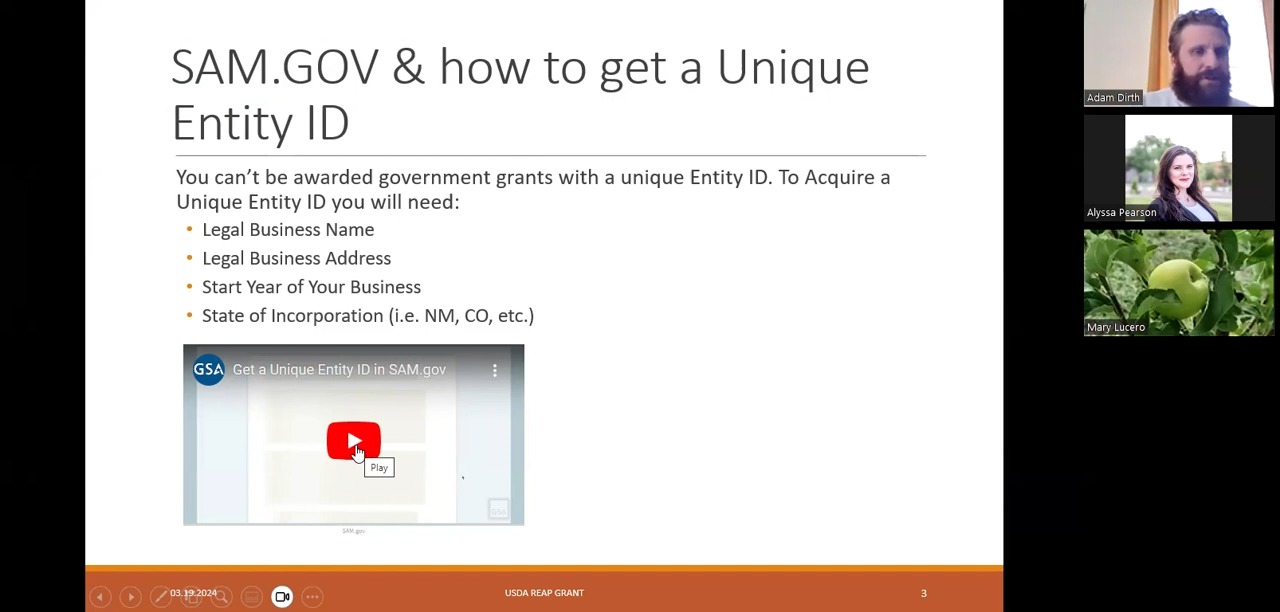 SAM.GOV & how to get a Unique
Entity ID
You can’t be awarded government grants with a unique Entity ID. To Acquire a
Unique Entity ID you will need:
• Legal Business Name
• Legal Business Address
• Start Year of Your Business
• State of Incorporation (i.e. NM, CO, etc.)
GSA Get a Unique Entity ID in SAM.gov
Play
GSA
SAM.gov
03.19.2024 USDA REAP GRANT 3
Adam Dirth
Alyssa Pearson
Mary Lucero